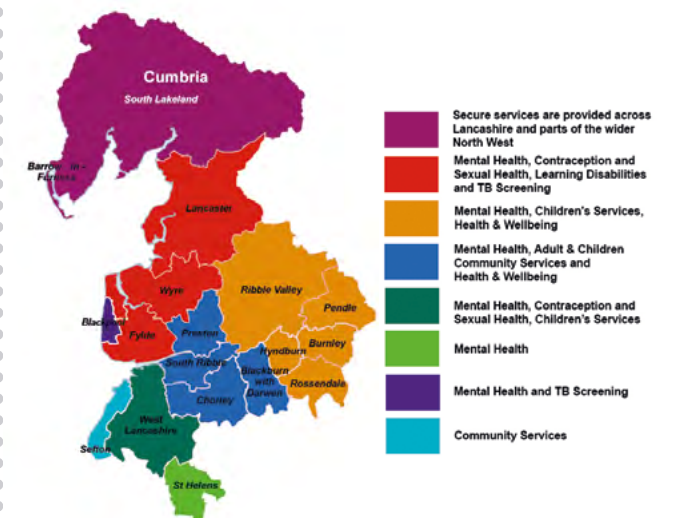 Cumbria
South Lakeland
Barrow - in -
Furness
Lancaster
Wyre
Ribble Valley
Pendle
Blackpool
Fylde
Preston
Burnley
Hyndburn
South Ribble
Blackburn
with
Darwen
Rossendale
Chorley
West
Lancashire
Sefton
St Helens
Secure services are provided across
Lancashire and parts of the wider
North West
Mental Health, Contraception and
Sexual Health, Learning Disabilities
and TB Screening
Mental Health, Children's Services,
Health & Wellbeing
Mental Health, Adult & Children
Community Services and
Health & Wellbeing
Mental Health, Contraception and
Sexual Health, Children's Services
Mental Health
Mental Health and TB Screening
Community Services